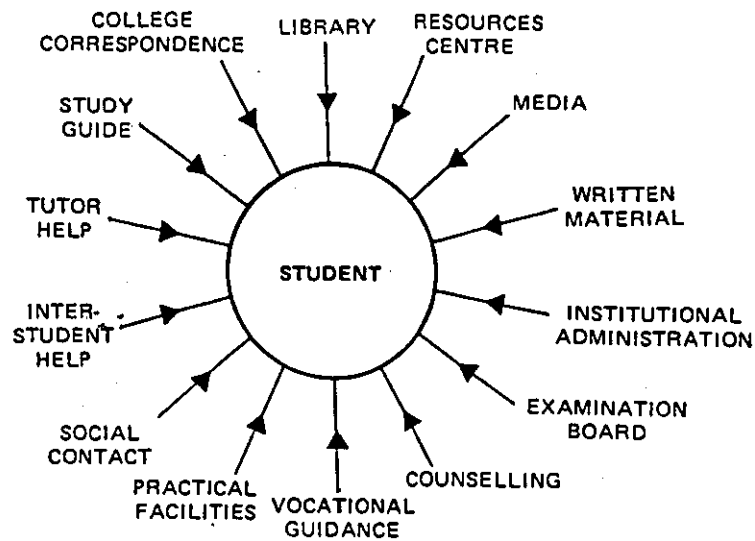 COLLEGE
CORRESPONDENCE
LIBRARY
RESOURCES
CENTRE
MEDIA
WRITTEN
MATERIAL
INSTITUTIONAL
ADMINISTRATION
EXAMINATION
BOARD
COUNSELLING
VOCATIONAL
GUIDANCE
PRACTICAL
FACILITIES
SOCIAL
CONTACT
INTER-
STUDENT
HELP
TUTOR
HELP
STUDY
GUIDE
STUDENT